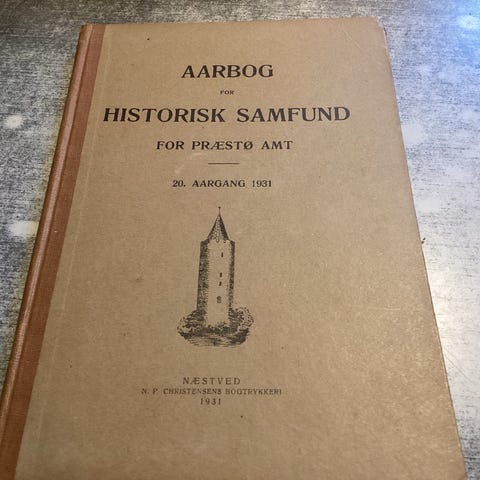 AARBOG
FOR
HISTORISK SAMFUND
FOR PRÆSTØ AMT
20. AARGANG 1931
NÆSTVED
N. P. CHRISTENSENS BOGTRYKKERI
1931